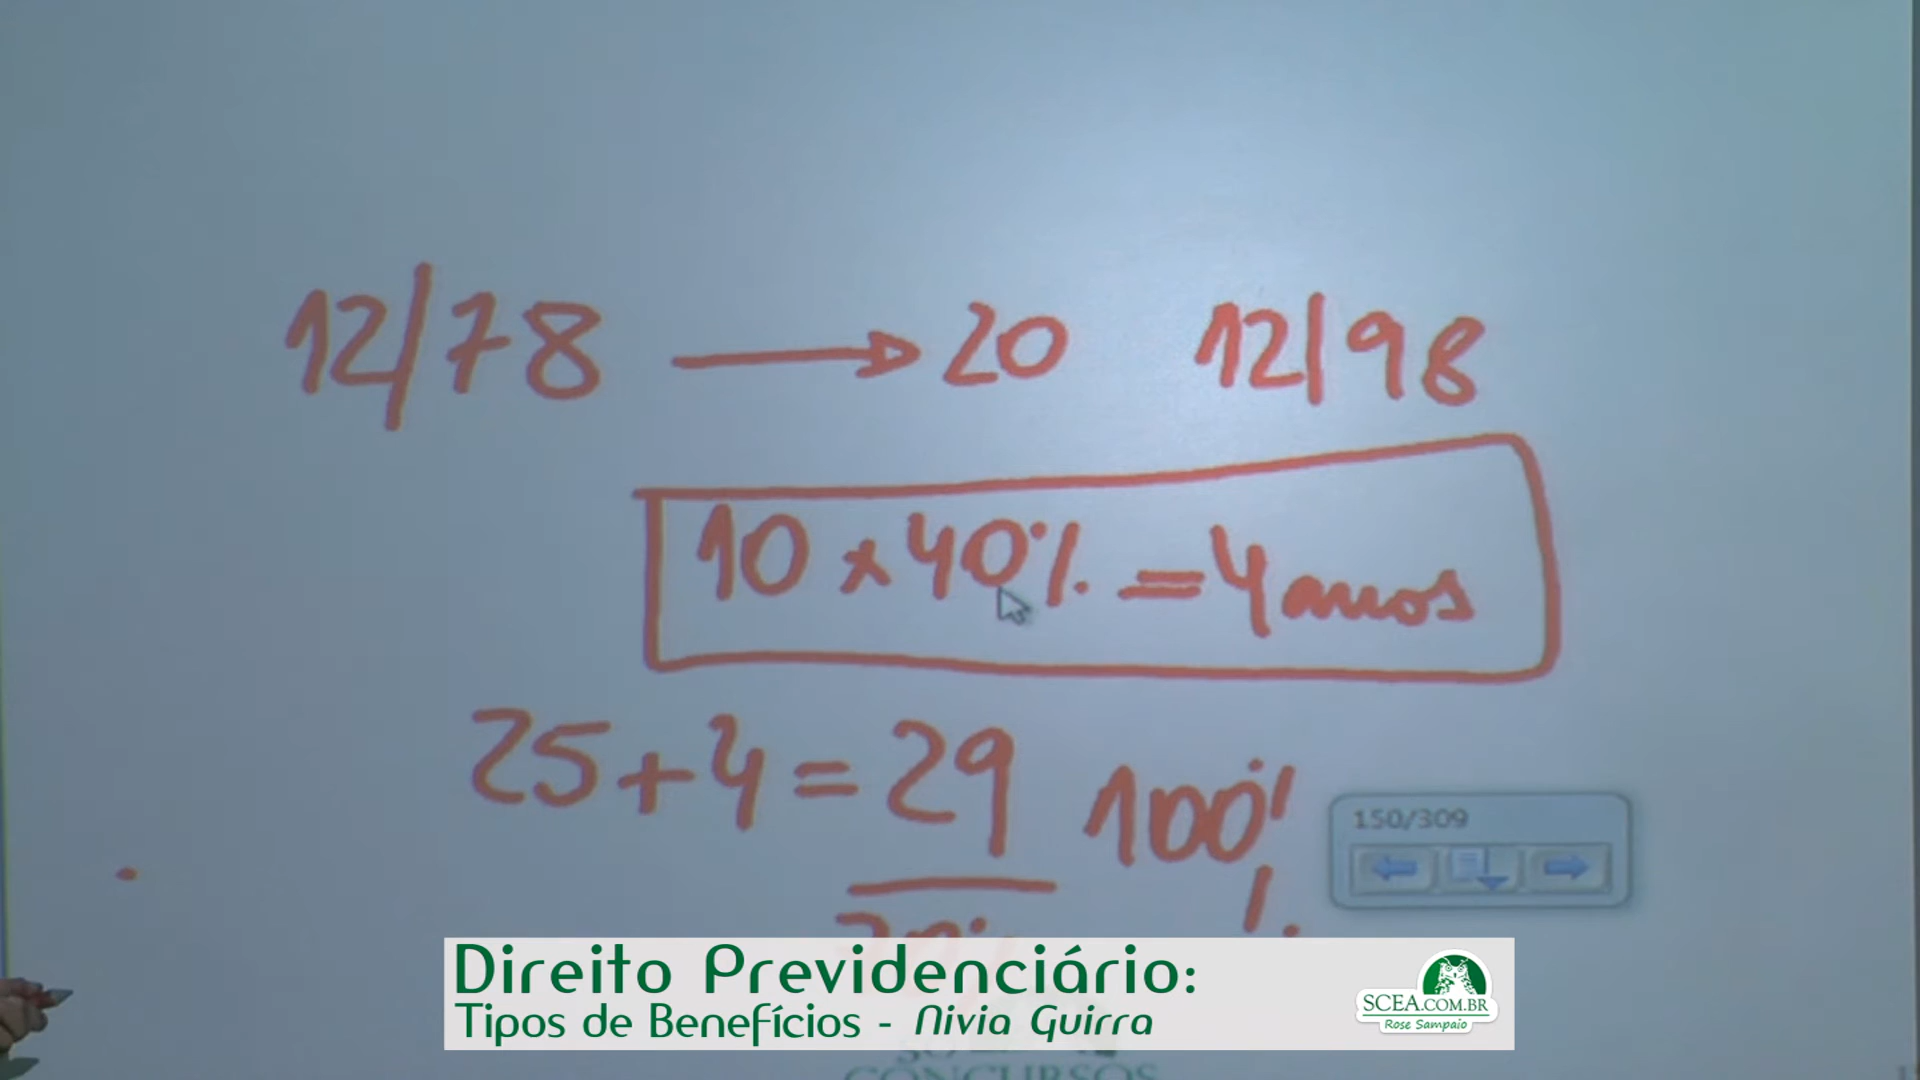 12/78 → 20 12/98
10 x 40% = 4 anos
25+4 = 29 100%
150/309
Direito Previdenciário:
Tipos de Benefícios - Nivia Guirra
SCEA.COM.BR
Rose Sampaio
CONCURSOS